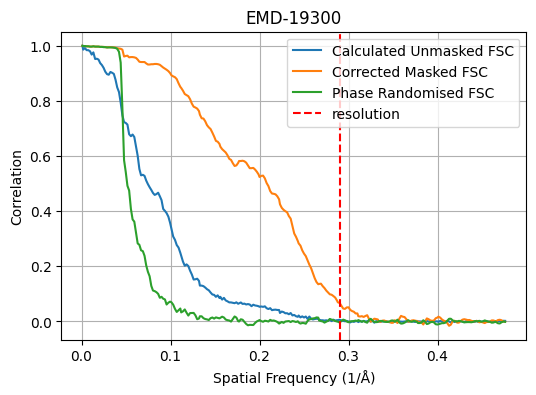 EMD-19300
Calculated Unmasked FSC
Corrected Masked FSC
Phase Randomised FSC
resolution
Correlation
1.0
0.8
0.6
0.4
0.2
0.0
0.0 0.1 0.2 0.3 0.4
Spatial Frequency (1/Å)